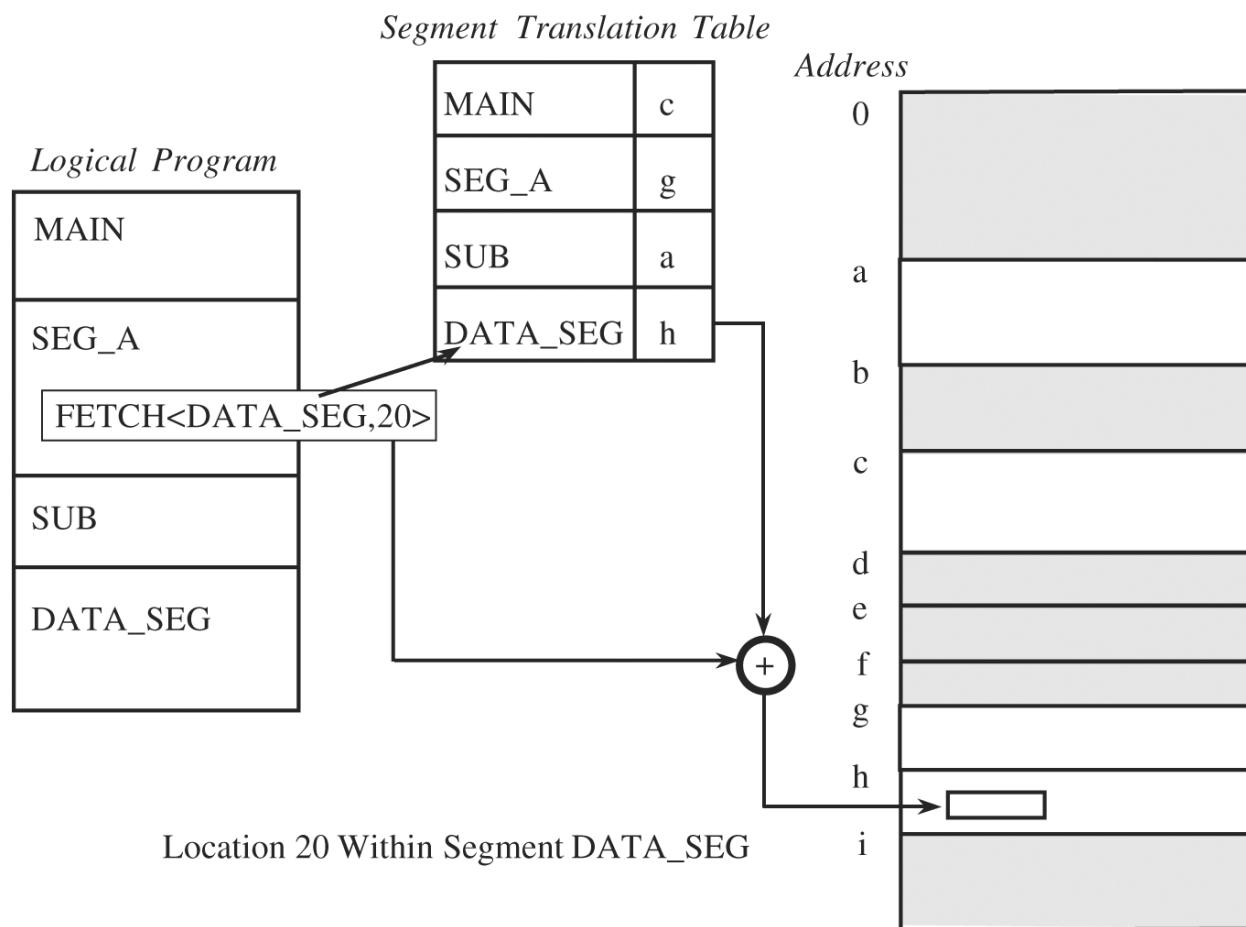 Segment Translation Table
MAIN c
SEG_A g
SUB a
DATA_SEG h
Logical Program
MAIN
SEG_A
FETCH<DATA_SEG,20>
SUB
DATA_SEG
+
Location 20 Within Segment DATA_SEG
Address
0
a
b
c
d
e
f
g
h
i